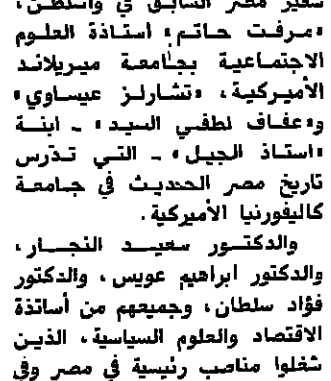 سفير مصر السابق في واشنطن،
«مرفت حاتم» استاذة العلوم
الاجتماعية بجامعة ميريلاند
الأميركية، «تشارلز عيساوي»
و«عفاف لطفي السيد» ـ ابنة
«استاذ الجيل» ـ التي تدرس
تاريخ مصر الحديث في جامعة
كاليفورنيا الأميركية.
والدكتور سعيد النجار،
والدكتور ابراهيم عويس، والدكتور
فؤاد سلطان، وجميعهم من أساتذة
الاقتصاد والعلوم السياسية، الذين
شغلوا مناصب رئيسية في مصر وفي